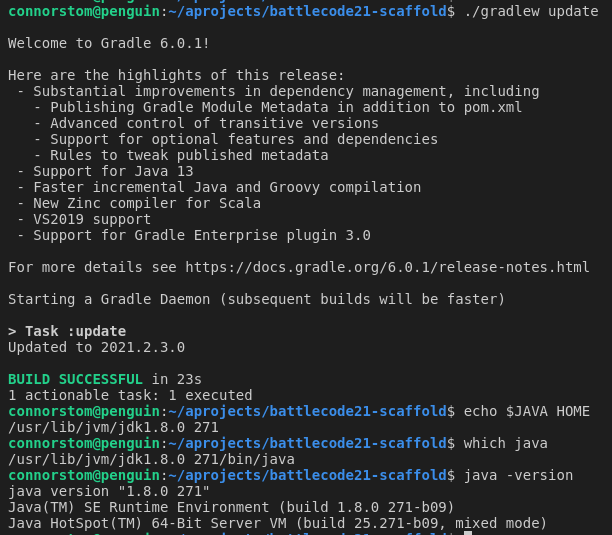 connorstom@penguin:~/aprojects/battlecode21-scaffold$ ./gradlew update
Welcome to Gradle 6.0.1!
Here are the highlights of this release:
- Substantial improvements in dependency management, including
- Publishing Gradle Module Metadata in addition to pom.xml
- Advanced control of transitive versions
- Support for optional features and dependencies
- Rules to tweak published metadata
- Support for Java 13
- Faster incremental Java and Groovy compilation
- New Zinc compiler for Scala
- VS2019 support
- Support for Gradle Enterprise plugin 3.0
For more details see https://docs.gradle.org/6.0.1/release-notes.html
Starting a Gradle Daemon (subsequent builds will be faster)
> Task :update
Updated to 2021.2.3.0
BUILD SUCCESSFUL in 23s
1 actionable task: 1 executed
connorstom@penguin:~/aprojects/battlecode21-scaffold$ echo $JAVA HOME
/usr/lib/jvm/jdk1.8.0 271
connorstom@penguin:~/aprojects/battlecode21-scaffold$ which java
/usr/lib/jvm/jdk1.8.0 271/bin/java
connorstom@penguin:~/aprojects/battlecode21-scaffold$ java -version
java version "1.8.0 271"
Java(TM) SE Runtime Environment (build 1.8.0 271-b09)
Java HotSpot(TM) 64-Bit Server VM (build 25.271-b09, mixed mode)